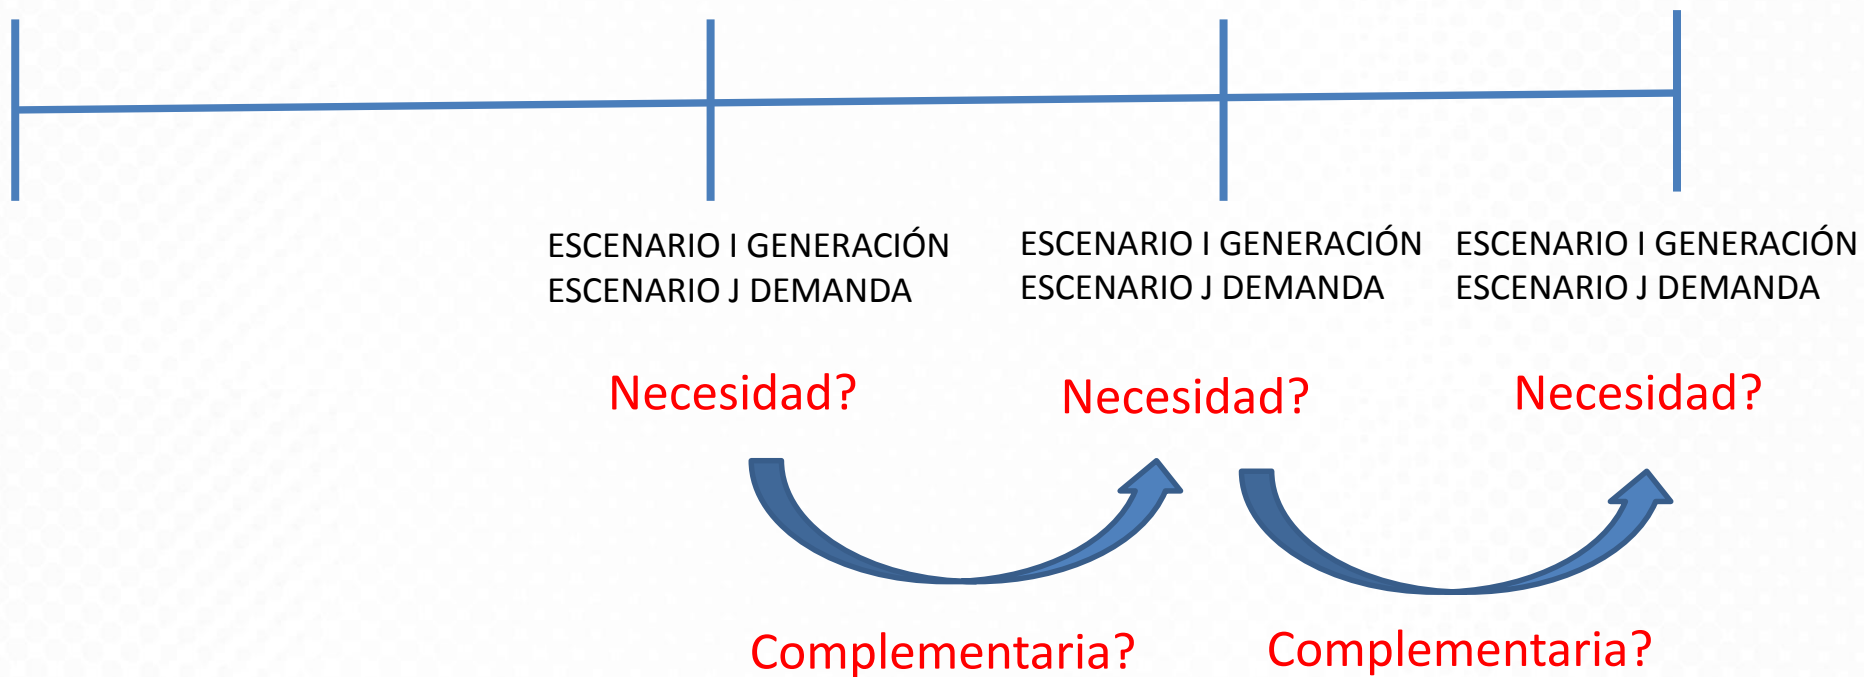 ESCENARIO I GENERACIÓN
ESCENARIO J DEMANDA
ESCENARIO I GENERACIÓN
ESCENARIO J DEMANDA
ESCENARIO I GENERACIÓN
ESCENARIO J DEMANDA
Necesidad?
Necesidad?
Necesidad?
Complementaria?
Complementaria?